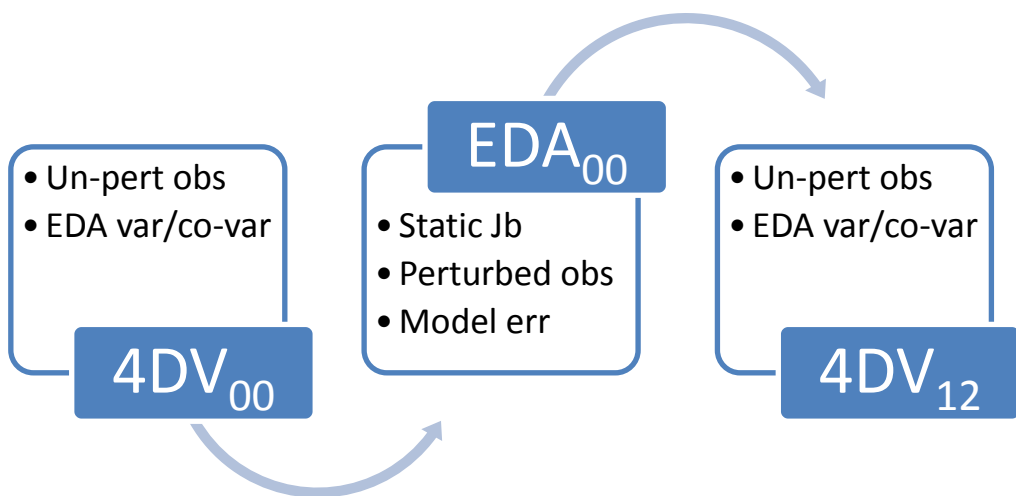 • Un-pert obs
• EDA var/co-var
4DV₀₀
EDA₀₀
• Static Jb
• Perturbed obs
• Model err
• Un-pert obs
• EDA var/co-var
4DV₁₂